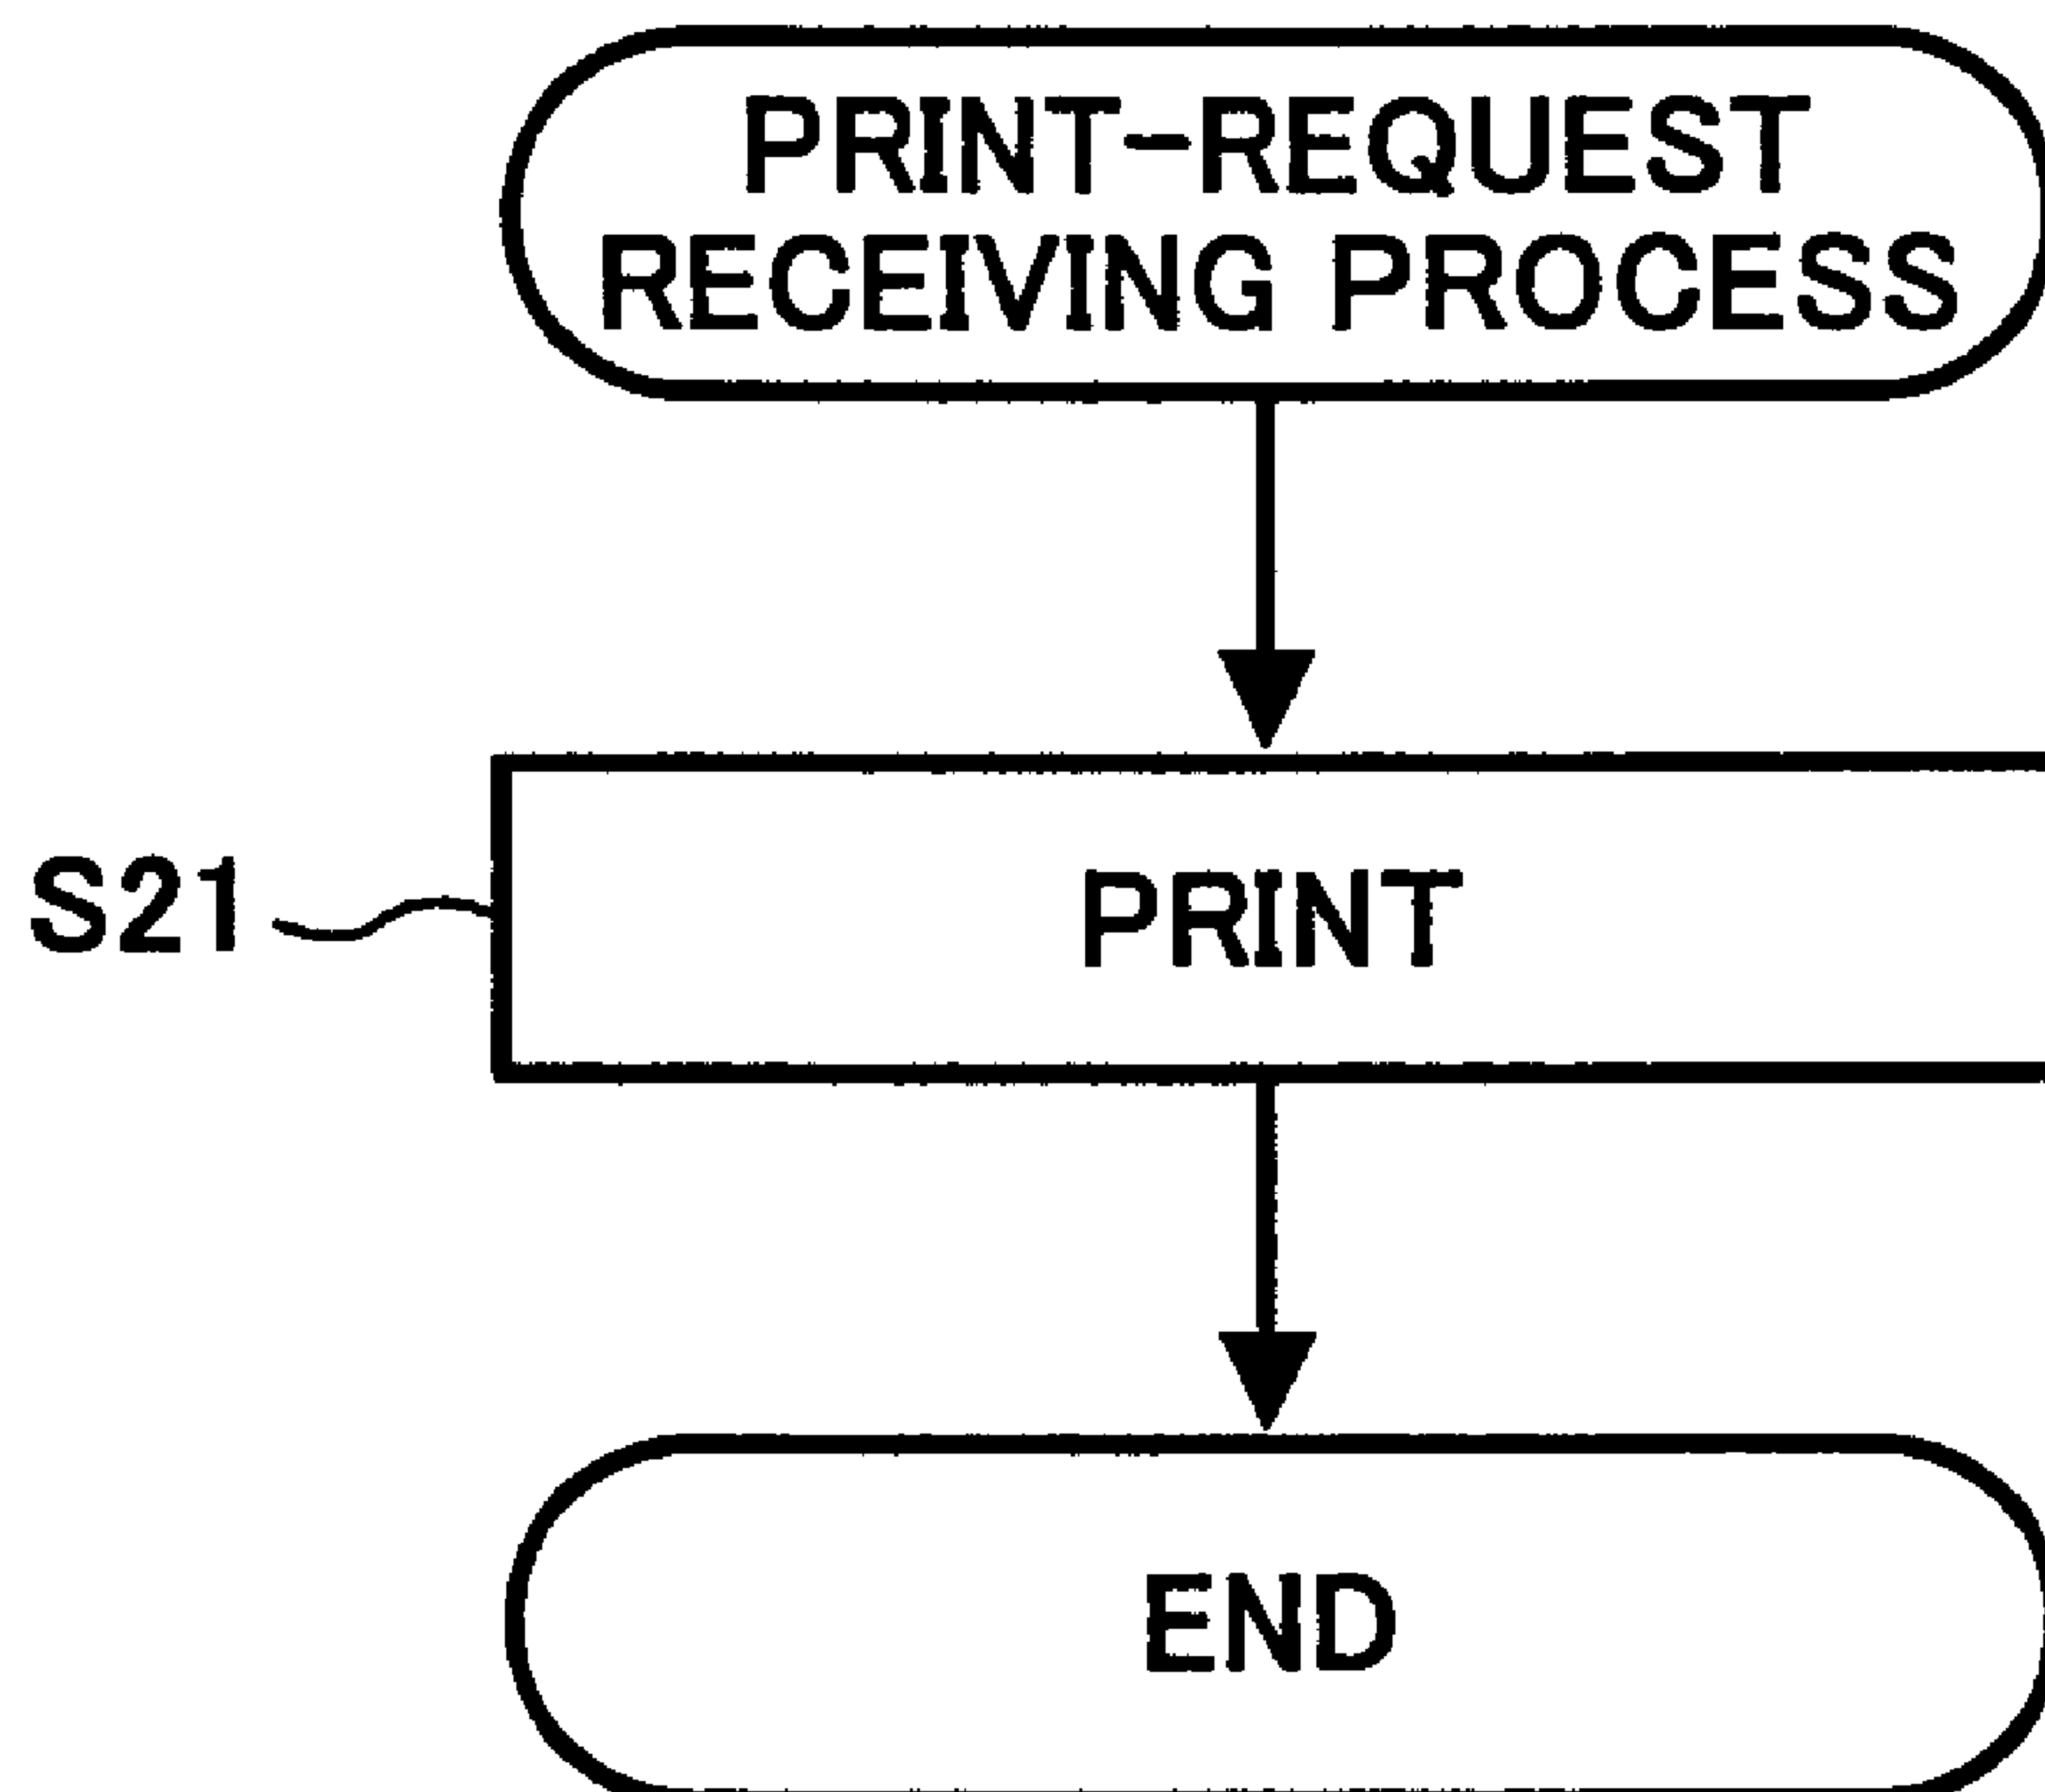 PRINT-REQUEST
RECEIVING PROCESS
S21
PRINT
END